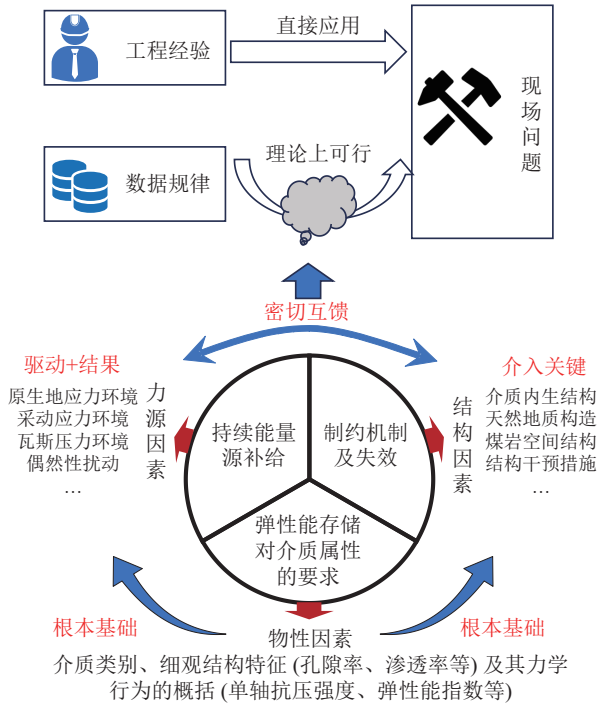 工程经验
直接应用
现场问题
数据规律
理论上可行
密切互馈
驱动+结果
原生地应力环境
采动应力环境
瓦斯压力环境
偶然性扰动
…
力源因素
持续能量
源补给
制约机制
及失效
弹性能存储
对介质属性
的要求
结构因素
介入关键
介质内生结构
天然地质构造
煤岩空间结构
结构干预措施
…
根本基础
物性因素
根本基础
介质类别、细观结构特征 (孔隙率、渗透率等) 及其力学
行为的概括 (单轴抗压强度、弹性能指数等)